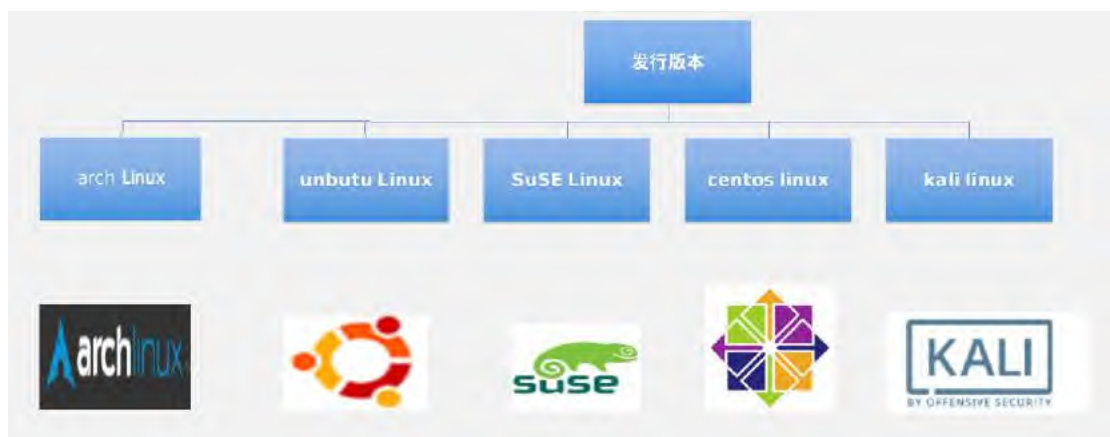 发行版本
arch Linux
unbutu Linux
SuSE Linux
centos linux
kali linux
archlinux
suse
KALI
BY OFFENSIVE SECURITY